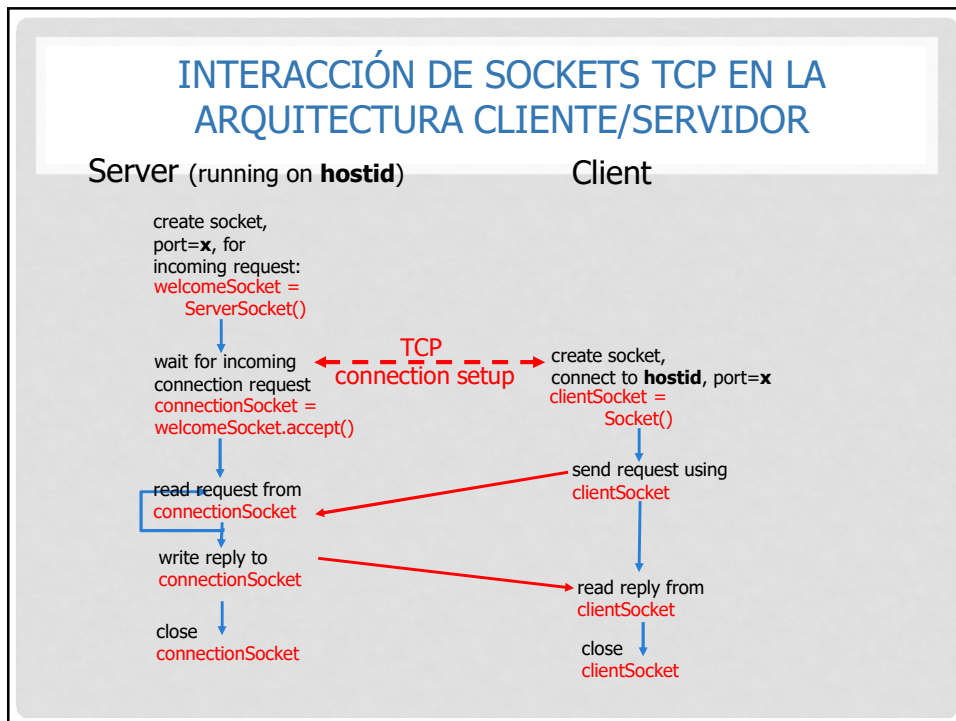 INTERACCIÓN DE SOCKETS TCP EN LA
ARQUITECTURA CLIENTE/SERVIDOR
Server (running on hostid)
create socket,
port=x, for
incoming request:
welcomeSocket =
ServerSocket()
wait for incoming
connection request
connectionSocket =
welcomeSocket.accept()
read request from
connectionSocket
write reply to
connectionSocket
close
connectionSocket
TCP
connection setup
Client
create socket,
connect to hostid, port=x
clientSocket =
Socket()
send request using
clientSocket
read reply from
clientSocket
close
clientSocket